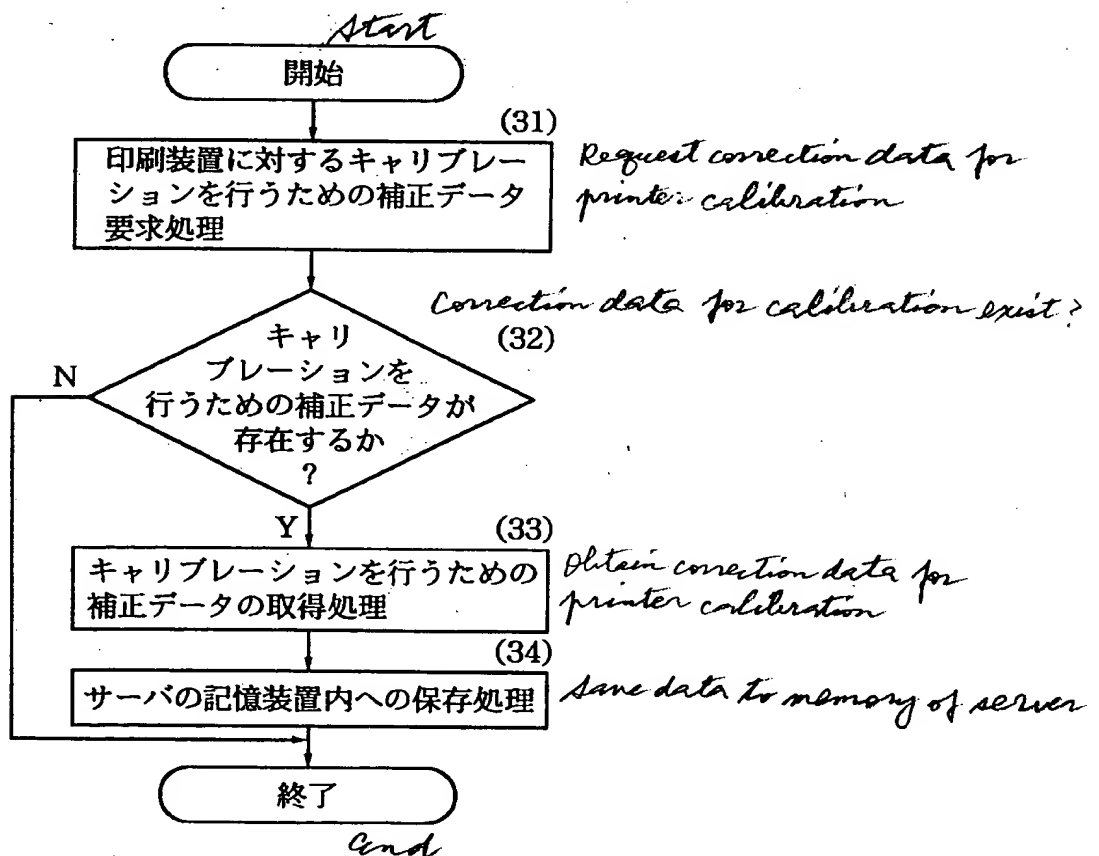 Start
開始
(31)
印刷装置に対するキャリブレー
ションを行うための補正データ
要求処理
Request correction data for
printer calibration
Correction data for calibration exist?
(32)
キャリ
ブレーションを
行うための補正データが
存在するか
?
N
Y
(33)
キャリブレーションを行うための
補正データの取得処理
Obtain correction data for
printer calibration
(34)
サーバの記憶装置内への保存処理
Save data to memory of server
終了
End